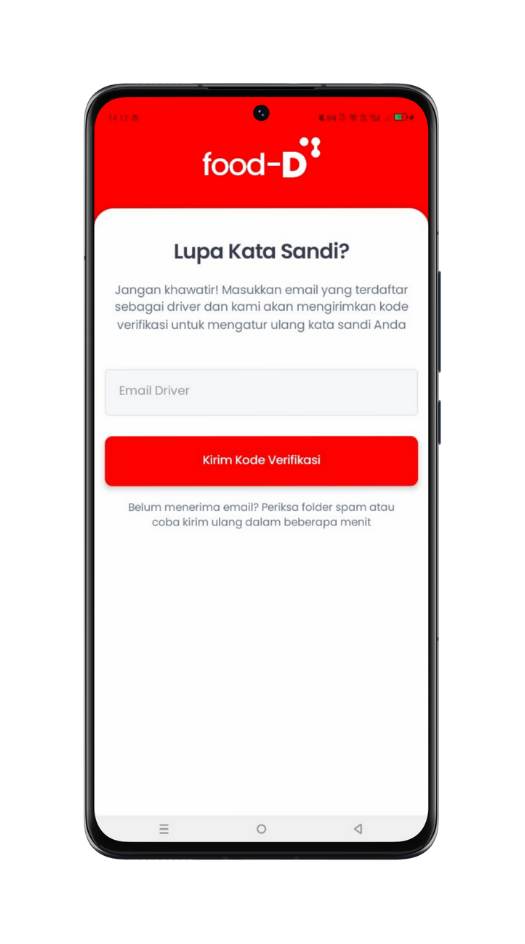 14:12
food-D
Lupa Kata Sandi?
Jangan khawatir! Masukkan email yang terdaftar
sebagai driver dan kami akan mengirimkan kode
verifikasi untuk mengatur ulang kata sandi Anda
Email Driver
Kirim Kode Verifikasi
Belum menerima email? Periksa folder spam atau
coba kirim ulang dalam beberapa menit